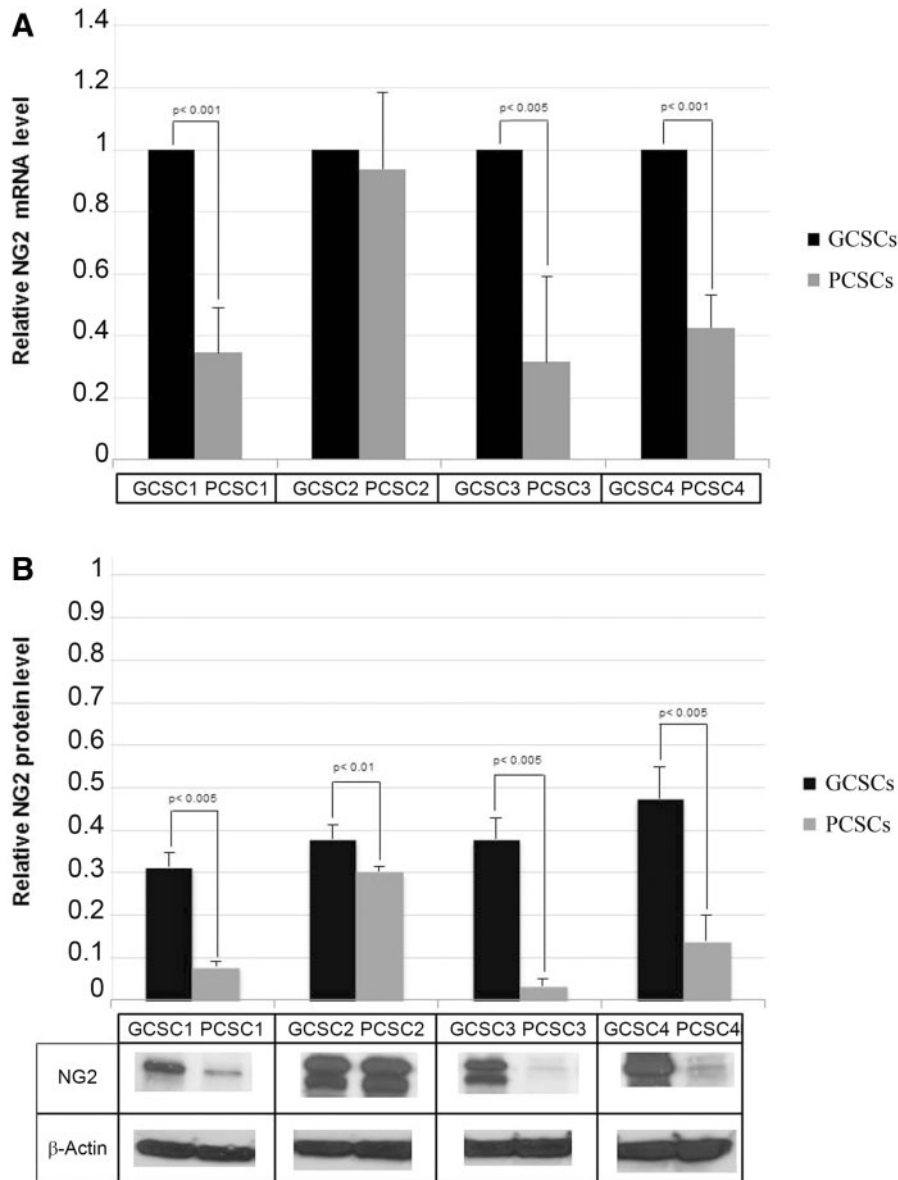 A
Relative NG2 mRNA level
1.4
1.2
1
0.8
0.6
0.4
0.2
0
p< 0.001
p< 0.005
p< 0.001
GCSCs
PCSCs
GCSC1 PCSC1
GCSC2 PCSC2
GCSC3 PCSC3
GCSC4 PCSC4
B
Relative NG2 protein level
1
0.9
0.8
0.7
0.6
0.5
0.4
0.3
0.2
0.1
0
p< 0.005
p< 0.01
p< 0.005
p< 0.005
GCSCs
PCSCs
GCSC1 PCSC1
GCSC2 PCSC2
GCSC3 PCSC3
GCSC4 PCSC4
NG2
β-Actin